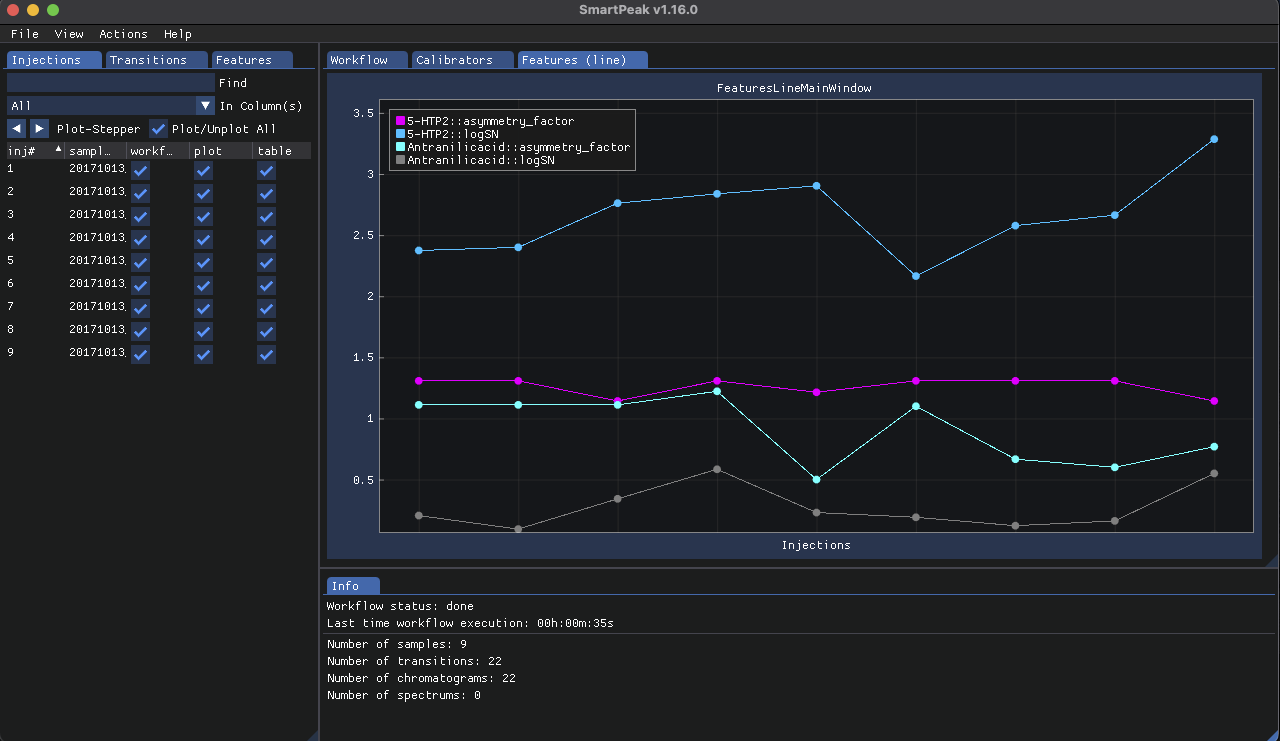 SmartPeak v1.16.0
File View Actions Help
Injections Transitions Features
Find
All In Column(s)
Plot-Stepper Plot/Unplot All
inj# sampl… workf… plot table
1 20171013.
2 20171013.
3 20171013.
4 20171013.
5 20171013.
6 20171013.
7 20171013.
8 20171013.
9 20171013.
Workflow Calibrators Features (line)
FeaturesLineMainWindow
5-HTP2::asymmetry_factor
5-HTP2::logSN
Antranilicacid::asymmetry_factor
Antranilicacid::logSN
3.5
3
2.5
2
1.5
1
0.5
Injections
Info
Workflow status: done
Last time workflow execution: 00h:00m:35s
Number of samples: 9
Number of transitions: 22
Number of chromatograms: 22
Number of spectrums: 0